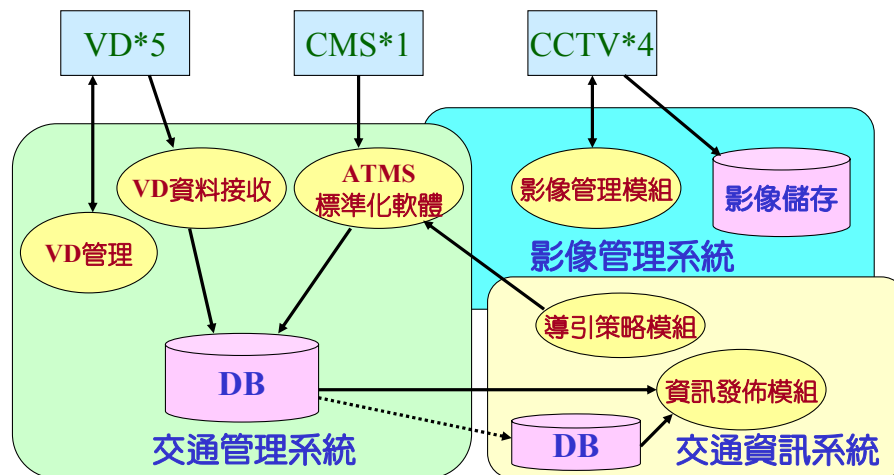 VD*5
CMS*1
CCTV*4
VD資料接收
ATMS
標準化軟體
影像管理模組
影像儲存
VD管理
影像管理系統
導引策略模組
DB
資訊發佈模組
DB
交通管理系統
交通資訊系統